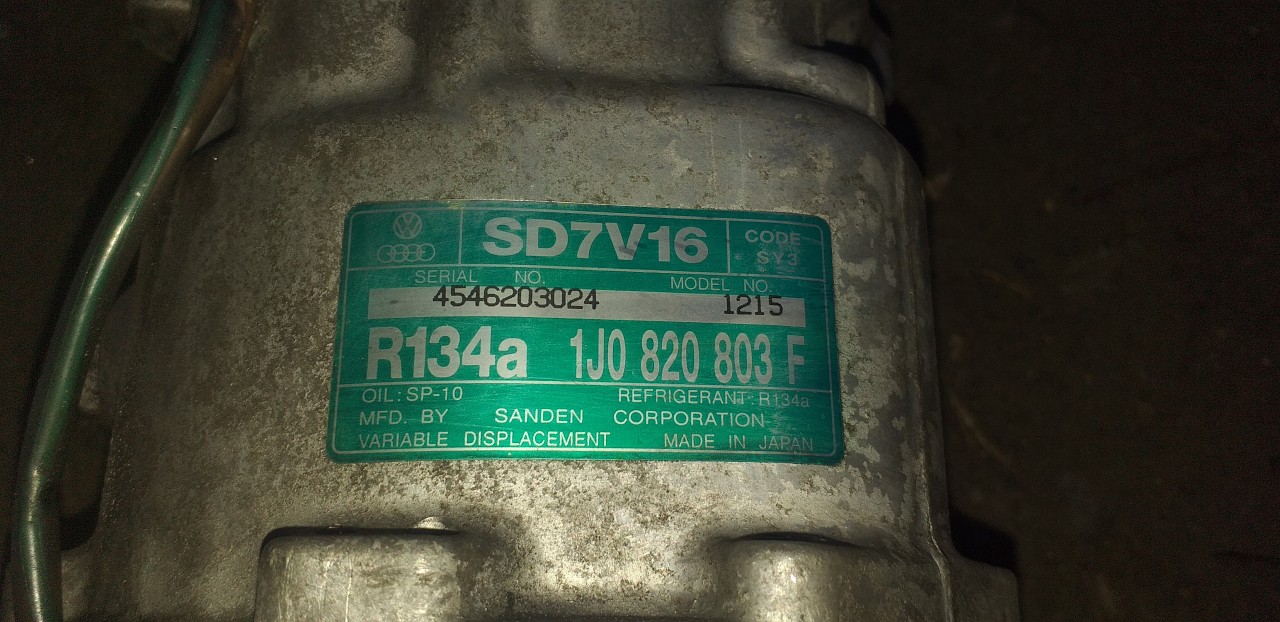 SD7V16
CODE
SY3
SERIAL NO. MODEL NO.
4546203024 1215
R134a 1J0 820 803 F
OIL: SP-10 REFRIGERANT: R134a
MFD. BY SANDEN CORPORATION
VARIABLE DISPLACEMENT MADE IN JAPAN